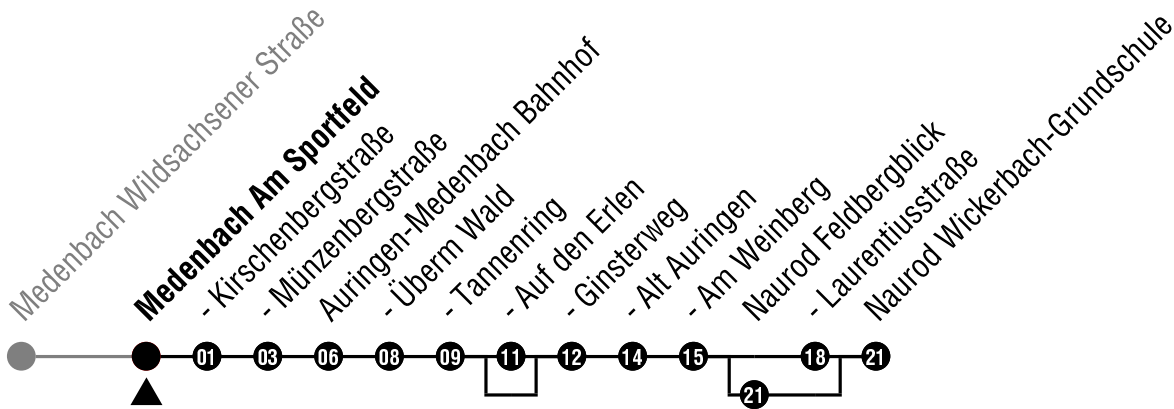 Medenbach Wildsachsener Straße
Medenbach Am Sportfeld
- Kirschenbergstraße
- Münzenbergstraße
Auringen-Medenbach Bahnhof
- Überm Wald
- Tannenring
- Auf den Erlen
- Ginsterweg
- Alt Auringen
- Am Weinberg
Naurod Feldbergblick
- Laurentiusstraße
Naurod Wickerbach-Grundschule
01 03 06 08 09 11 12 14 15 18 21
21